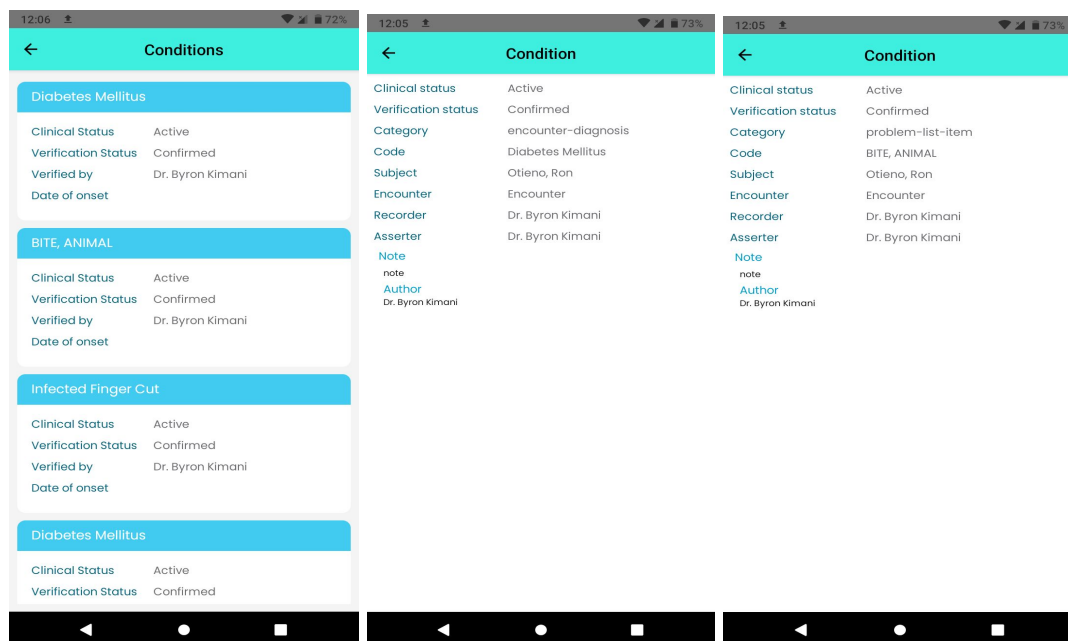 12:06 72%
Conditions
Diabetes Mellitus
Clinical Status Active
Verification Status Confirmed
Verified by Dr. Byron Kimani
Date of onset
BITE, ANIMAL
Clinical Status Active
Verification Status Confirmed
Verified by Dr. Byron Kimani
Date of onset
Infected Finger Cut
Clinical Status Active
Verification Status Confirmed
Verified by Dr. Byron Kimani
Date of onset
Diabetes Mellitus
Clinical Status Active
Verification Status Confirmed
12:05 73%
Condition
Clinical status Active
Verification status Confirmed
Category encounter-diagnosis
Code Diabetes Mellitus
Subject Otieno, Ron
Encounter Encounter
Recorder Dr. Byron Kimani
Asserter Dr. Byron Kimani
Note
note
Author
Dr. Byron Kimani
12:05 73%
Condition
Clinical status Active
Verification status Confirmed
Category problem-list-item
Code BITE, ANIMAL
Subject Otieno, Ron
Encounter Encounter
Recorder Dr. Byron Kimani
Asserter Dr. Byron Kimani
Note
note
Author
Dr. Byron Kimani